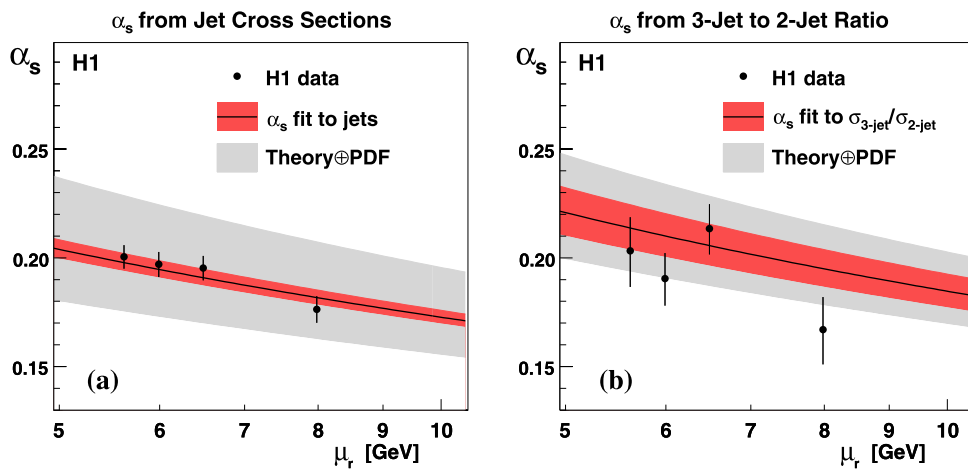 αs from Jet Cross Sections
αs
H1
H1 data
αs fit to jets
Theory⊕PDF
0.25
0.20
0.15
(a)
5 6 7 8 9 10
μr [GeV]
αs from 3-Jet to 2-Jet Ratio
αs
H1
H1 data
αs fit to σ3-jet/σ2-jet
Theory⊕PDF
0.25
0.20
0.15
(b)
5 6 7 8 9 10
μr [GeV]